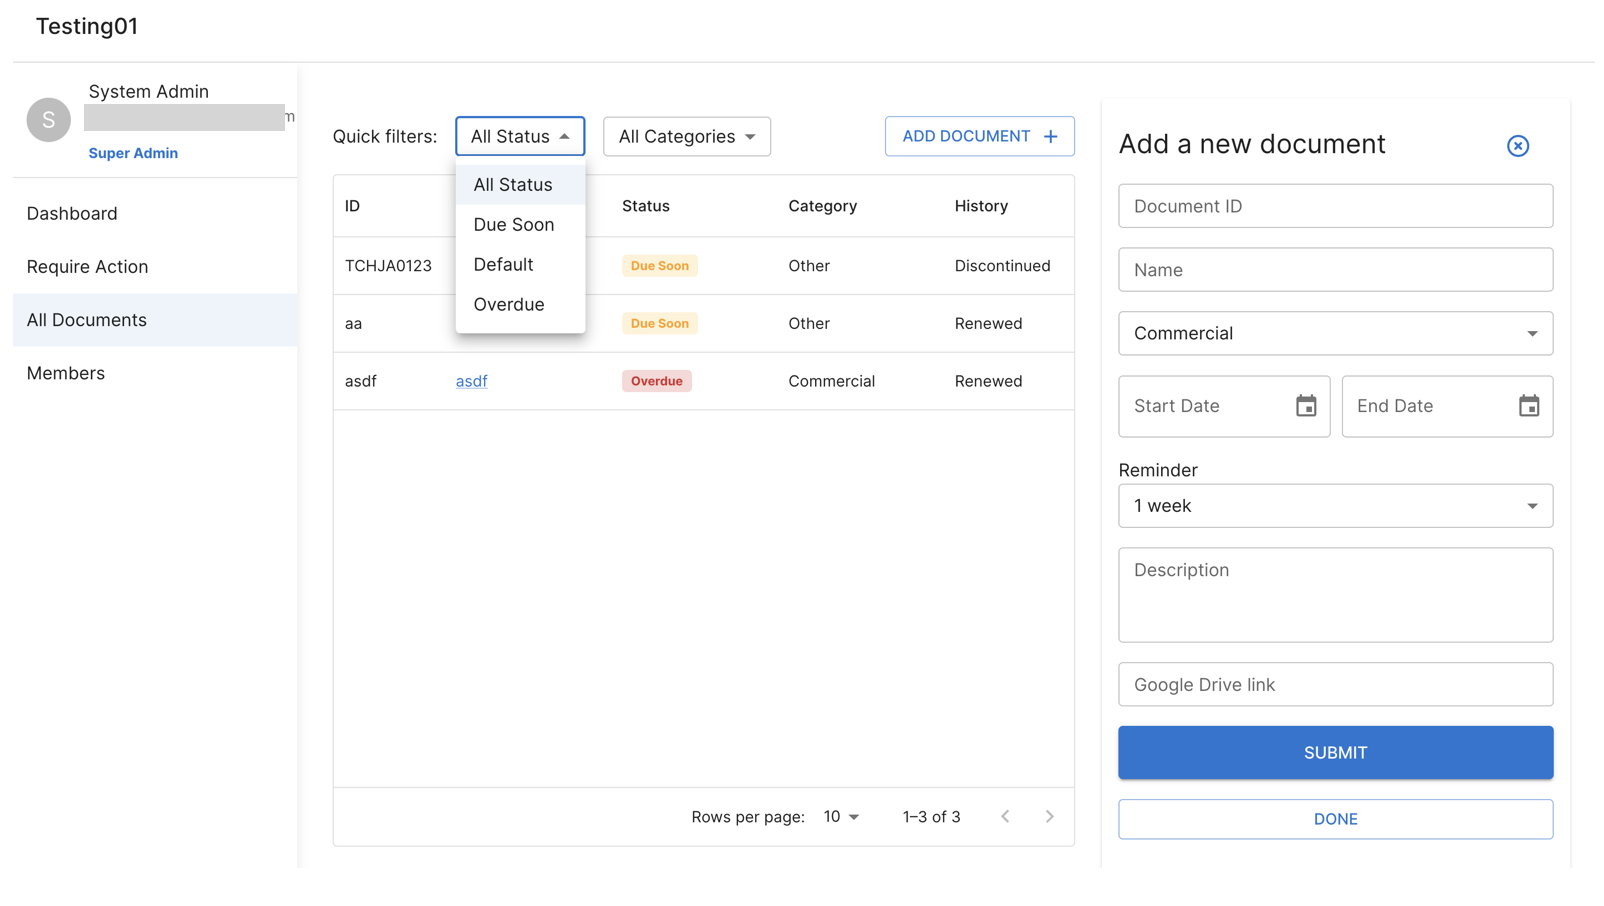 Testing01
S
System Admin
m
Super Admin
Dashboard
Require Action
All Documents
Members
Quick filters:
All Status
All Categories
ADD DOCUMENT +
All Status
Due Soon
Default
Overdue
ID
Status
Category
History
TCHJA0123
Due Soon
Other
Discontinued
aa
Due Soon
Other
Renewed
asdf
asdf
Overdue
Commercial
Renewed
Rows per page:
10
1–3 of 3
Add a new document
Document ID
Name
Commercial
Start Date
End Date
Reminder
1 week
Description
Google Drive link
SUBMIT
DONE